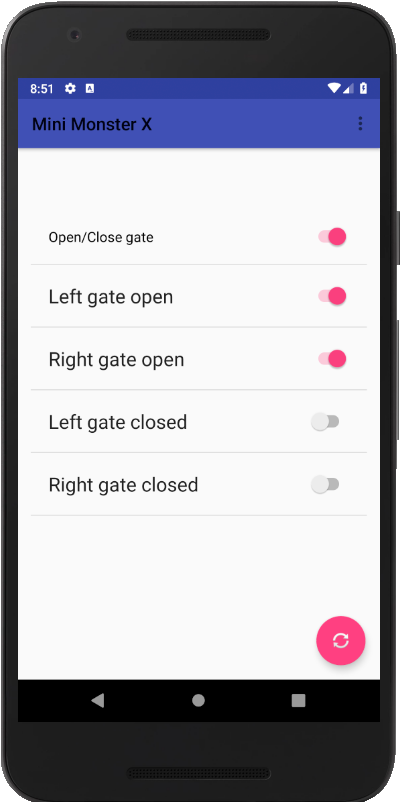 8:51
Mini Monster X
Open/Close gate
Left gate open
Right gate open
Left gate closed
Right gate closed